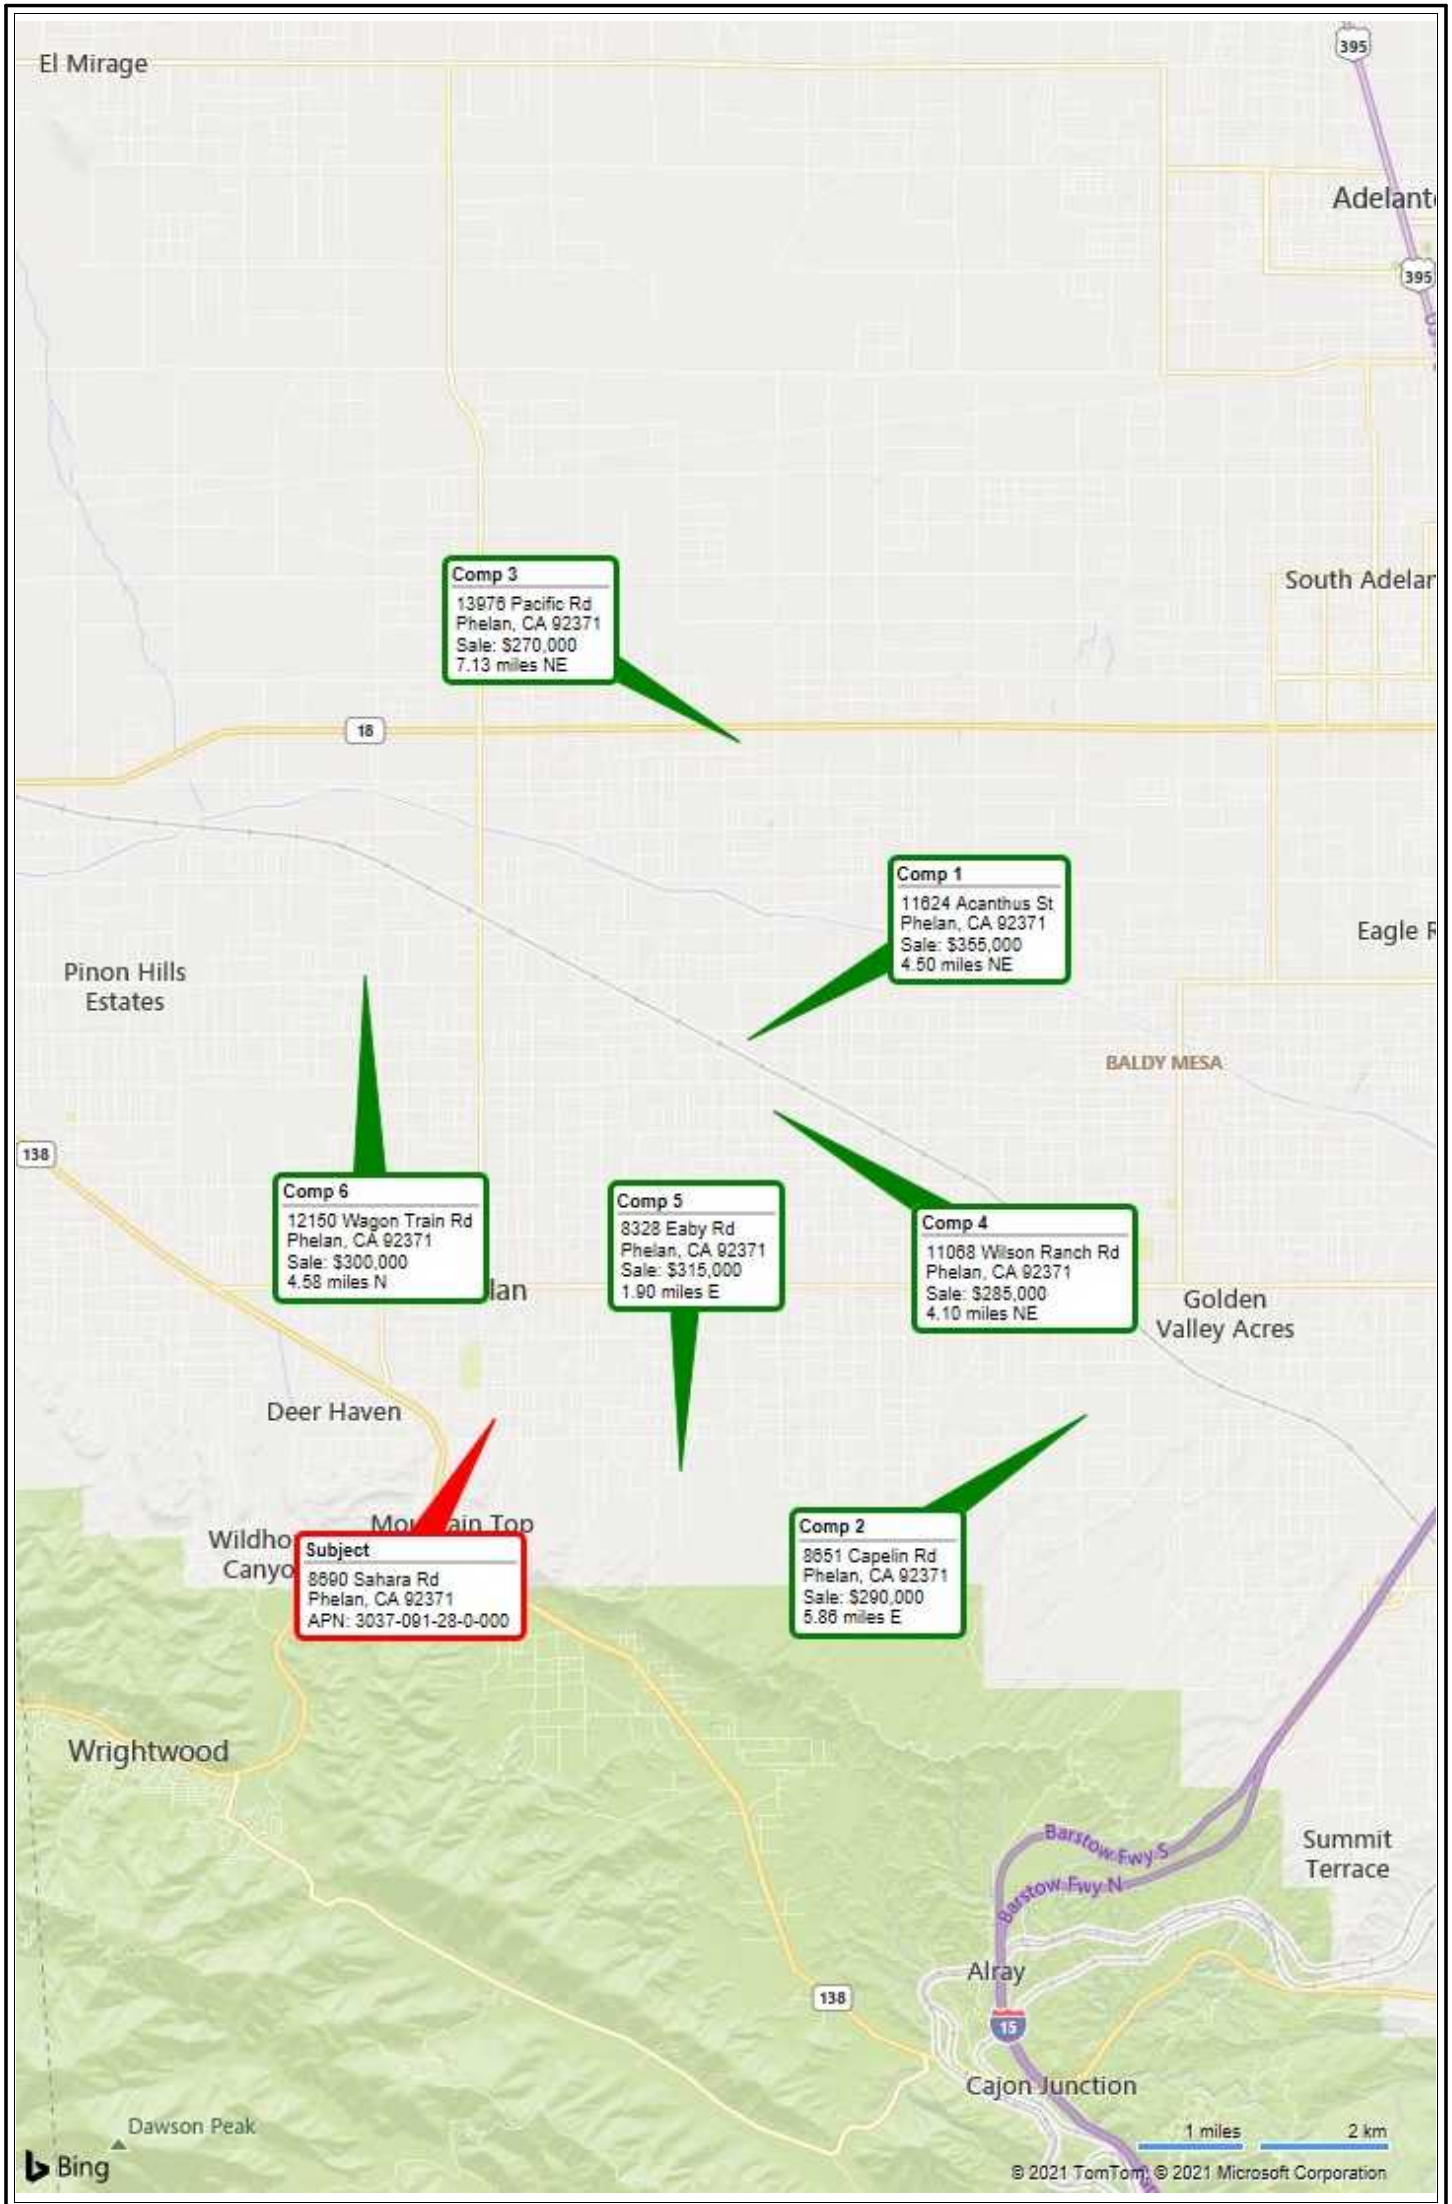 395
El Mirage
Adelant
395
Comp 3
13976 Pacific Rd
Phelan, CA 92371
Sale: $270,000
7.13 miles NE
South Adelar
18
Comp 1
11624 Acanthus St
Phelan, CA 92371
Sale: $355,000
4.50 miles NE
Eagle R
Pinon Hills
Estates
BALDY MESA
138
Comp 6
12150 Wagon Train Rd
Phelan, CA 92371
Sale: $300,000
4.58 miles N
lan
Comp 5
8328 Eaby Rd
Phelan, CA 92371
Sale: $315,000
1.90 miles E
Comp 4
11068 Wilson Ranch Rd
Phelan, CA 92371
Sale: $285,000
4.10 miles NE
Golden
Valley Acres
Deer Haven
Mountain Top
Wildho
Canyo
Subject
8690 Sahara Rd
Phelan, CA 92371
APN: 3037-091-28-0-000
Comp 2
8651 Capelin Rd
Phelan, CA 92371
Sale: $290,000
5.86 miles E
Wrightwood
Barstow Fwy S
Barstow Fwy N
Summit
Terrace
Alray
138
15
Cajon Junction
Dawson Peak
1 miles
2 km
Bing
© 2021 TomTom, © 2021 Microsoft Corporation